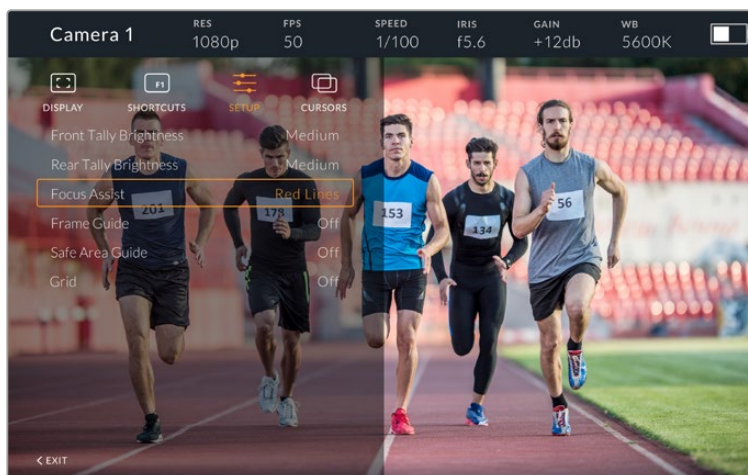 Camera 1
RES FPS SPEED IRIS GAIN WB
1080p 50 1/100 f5.6 +12db 5600K
F1
DISPLAY SHORTCUTS SETUP CURSORS
Front Tally Brightness Medium
Rear Tally Brightness Medium
Focus Assist Red Lines
Frame Guide Off
Safe Area Guide Off
Grid Off
201 178 153 134 56
< EXIT